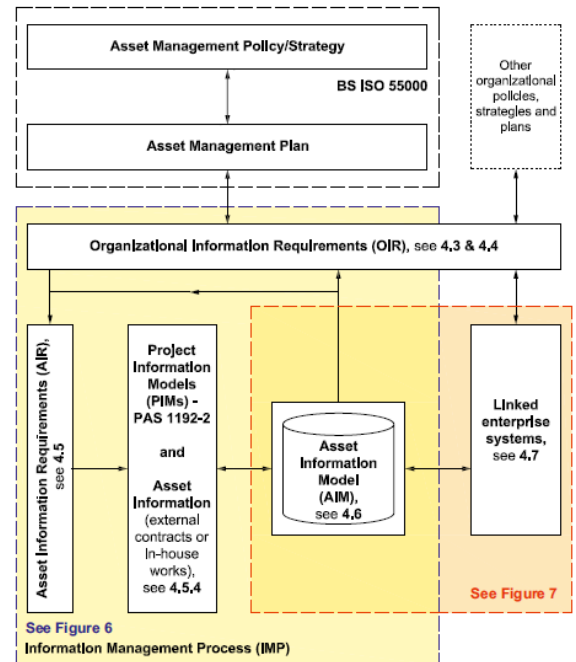 Asset Management Policy/Strategy
BS ISO 55000
Asset Management Plan
Other
organizational
policies,
strategies and
plans
Organizational Information Requirements (OIR), see 4.3 & 4.4
Asset Information Requirements (AIR),
see 4.5
Project
Information
Models
(PIMs) -
PAS 1192-2
and
Asset
Information
(external
contracts or
in-house
works),
see 4.5.4
Asset
Information
Model
(AIM),
see 4.6
Linked
enterprise
systems,
see 4.7
See Figure 7
See Figure 6
Information Management Process (IMP)